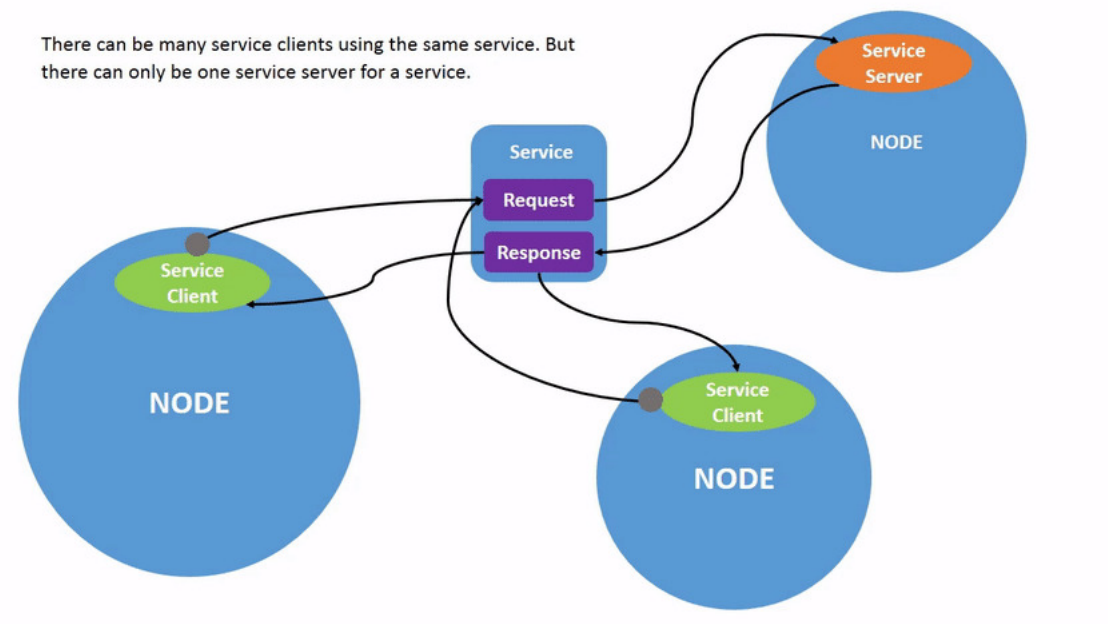 There can be many service clients using the same service. But
there can only be one service server for a service.
Service
Server
NODE
Service
Request
Response
Service
Client
NODE
Service
Client
NODE